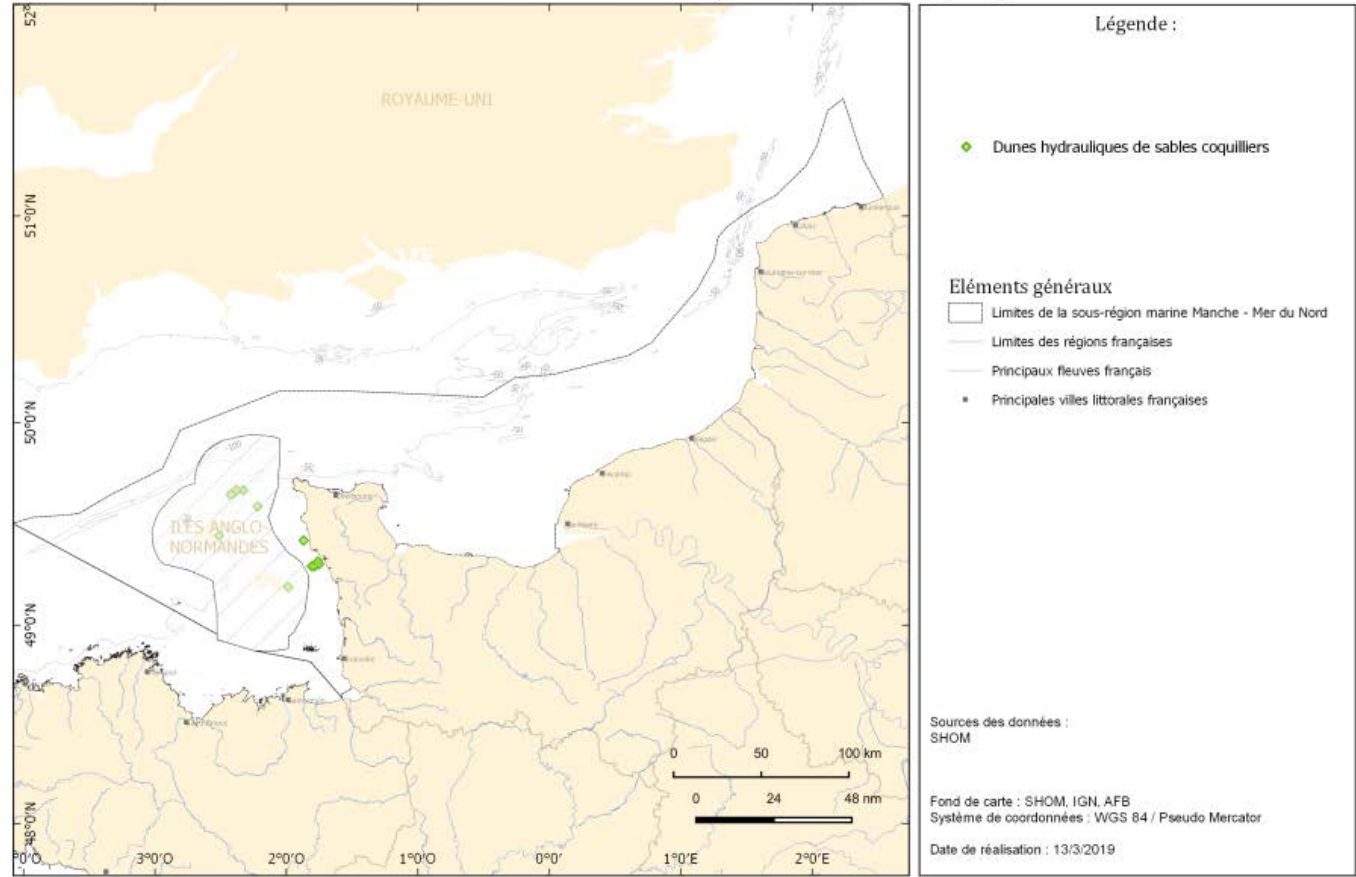 52°
ROYAUME-UNI
51°0'N
50°0'N
-100
ILES ANGLO-
NORMANDES
49°0'N
48°0'N
0 50 100 km
0 24 48 nm
3°0'O 2°0'O 1°0'O 0°0' 1°0'E 2°0'E
Légende :
Dunes hydrauliques de sables coquilliers
Eléments généraux
Limites de la sous-région marine Manche - Mer du Nord
Limites des régions françaises
Principaux fleuves français
Principales villes littorales françaises
Sources des données :
SHOM
Fond de carte : SHOM, IGN, AFB
Système de coordonnées : WGS 84 / Pseudo Mercator
Date de réalisation : 13/3/2019